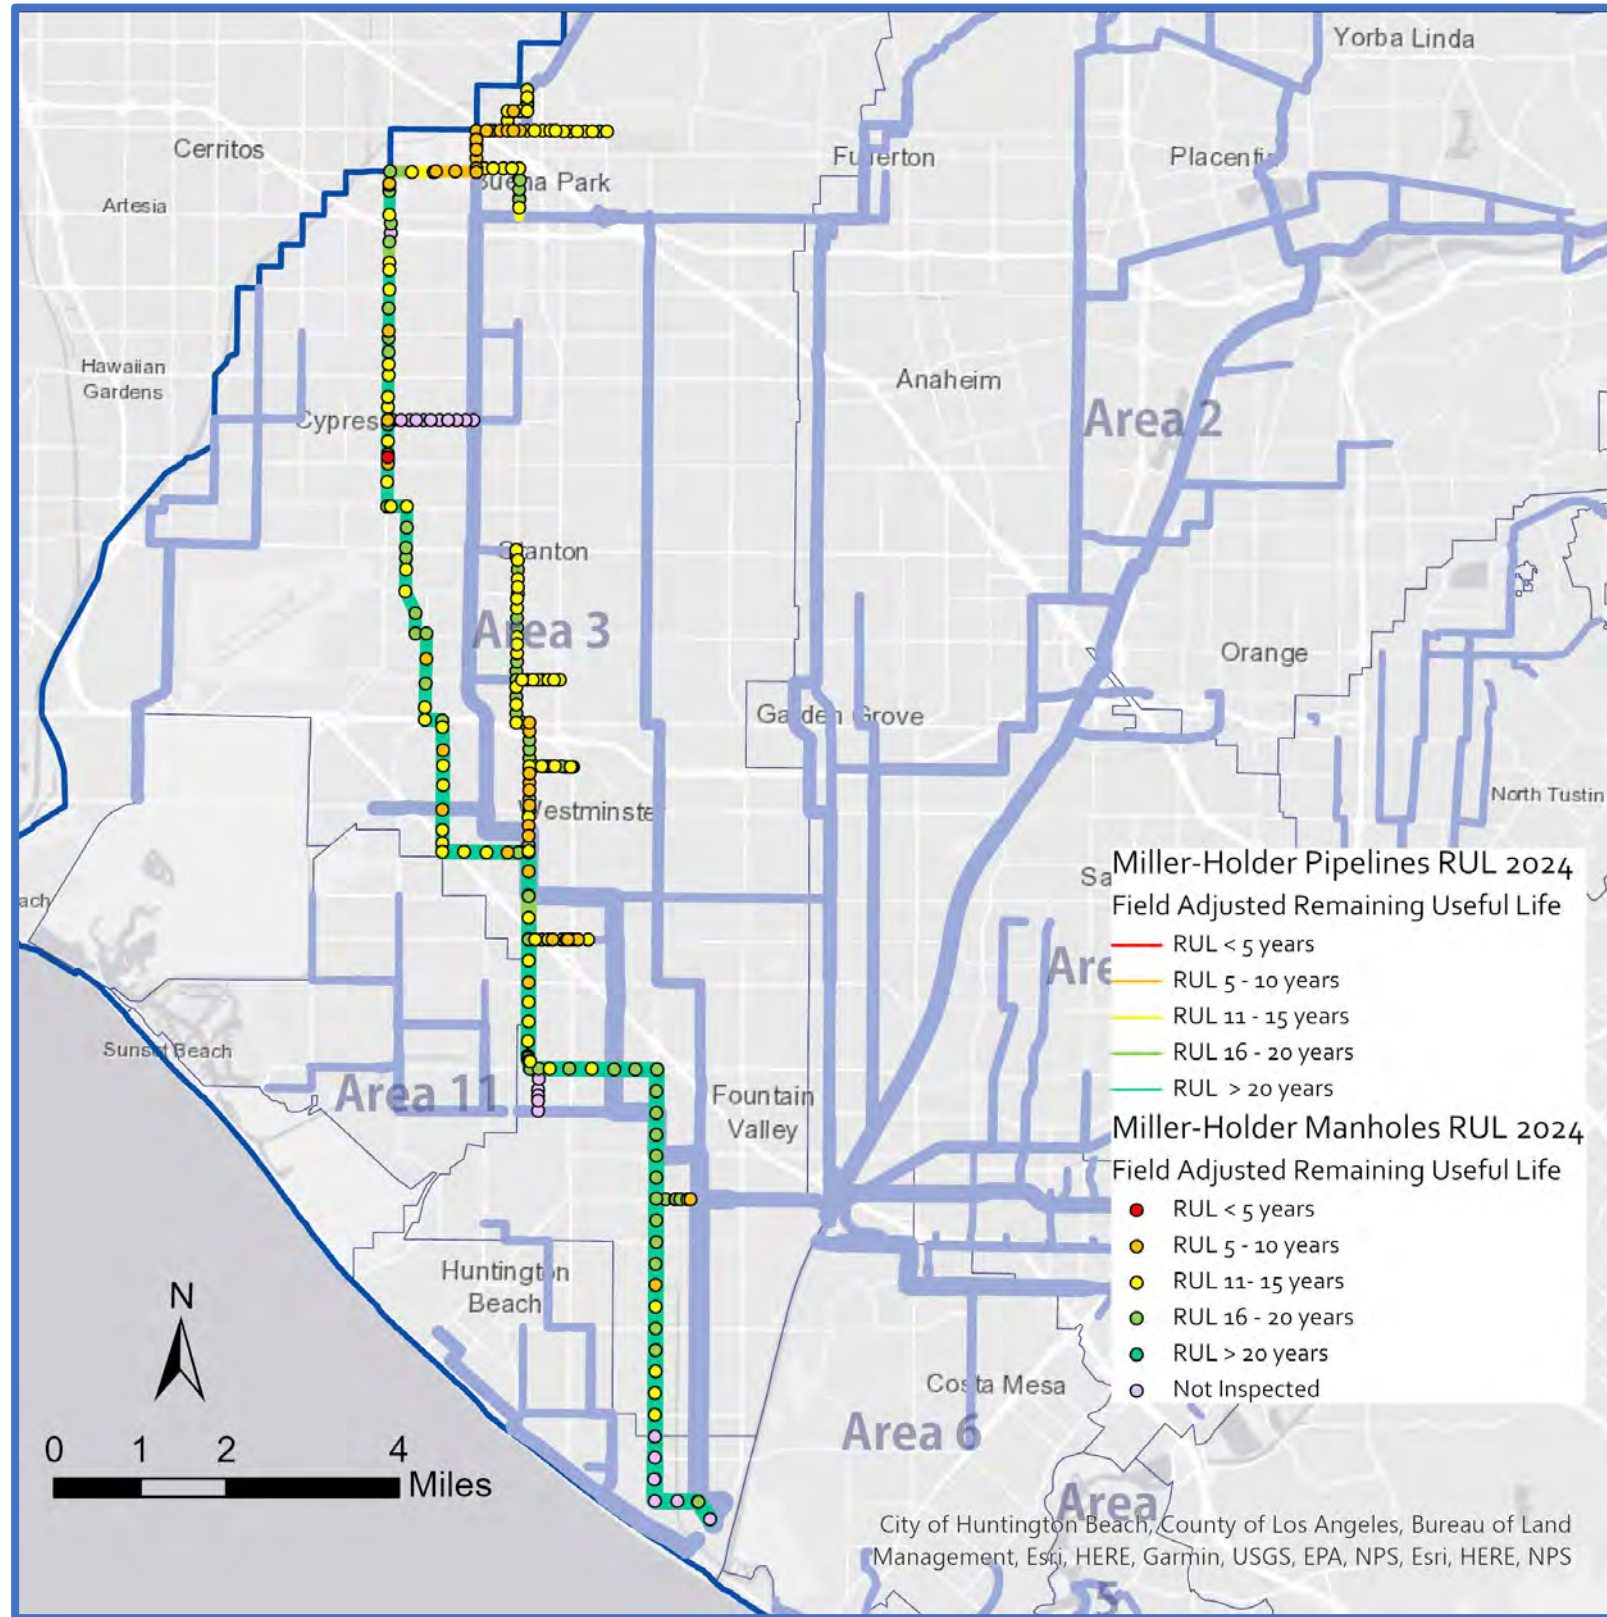 Yorba Linda
Cerritos
Fullerton
Placentia
Buena Park
Artesia
Hawaiian
Gardens
Anaheim
Area 2
Cypress
Stanton
Area 3
Orange
Garden Grove
North Tustin
Westminster
ach
Sa
Are
Sunset Beach
Area 11
Fountain
Valley
Huntington
Beach
Costa Mesa
Area 6
Area
5
Miller-Holder Pipelines RUL 2024
Field Adjusted Remaining Useful Life
RUL < 5 years
RUL 5 - 10 years
RUL 11 - 15 years
RUL 16 - 20 years
RUL > 20 years
Miller-Holder Manholes RUL 2024
Field Adjusted Remaining Useful Life
RUL < 5 years
RUL 5 - 10 years
RUL 11- 15 years
RUL 16 - 20 years
RUL > 20 years
Not Inspected
N
0 1 2 4
Miles
City of Huntington Beach, County of Los Angeles, Bureau of Land
Management, Esri, HERE, Garmin, USGS, EPA, NPS, Esri, HERE, NPS